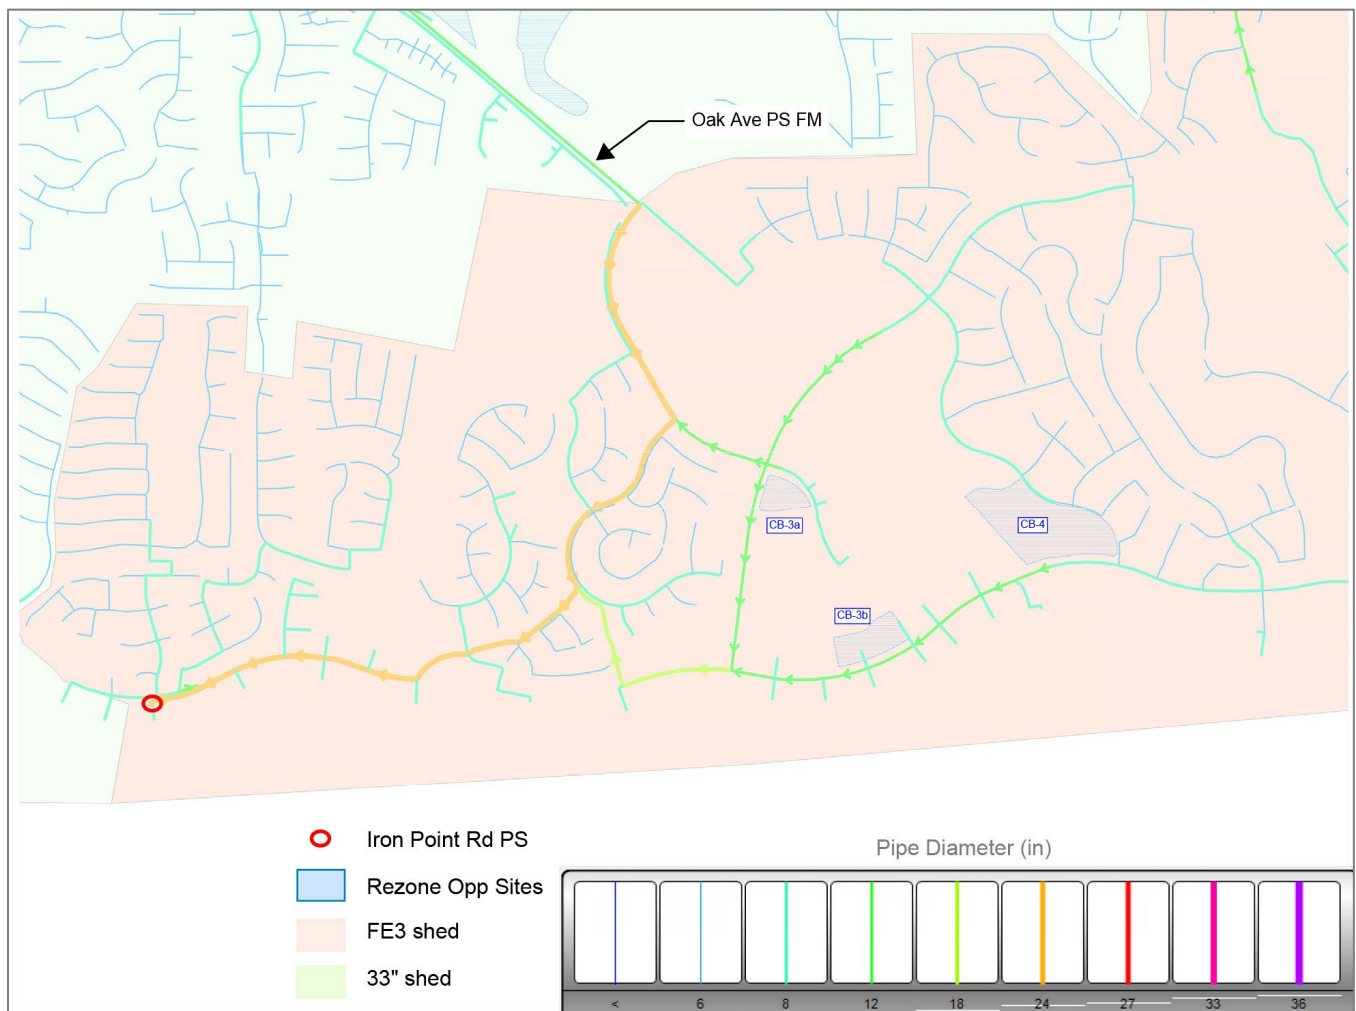 Oak Ave PS FM
CB-3a
CB-4
CB-3b
Iron Point Rd PS
Rezone Opp Sites
FE3 shed
33" shed
Pipe Diameter (in)
< 6 8 12 18 24 27 33 36